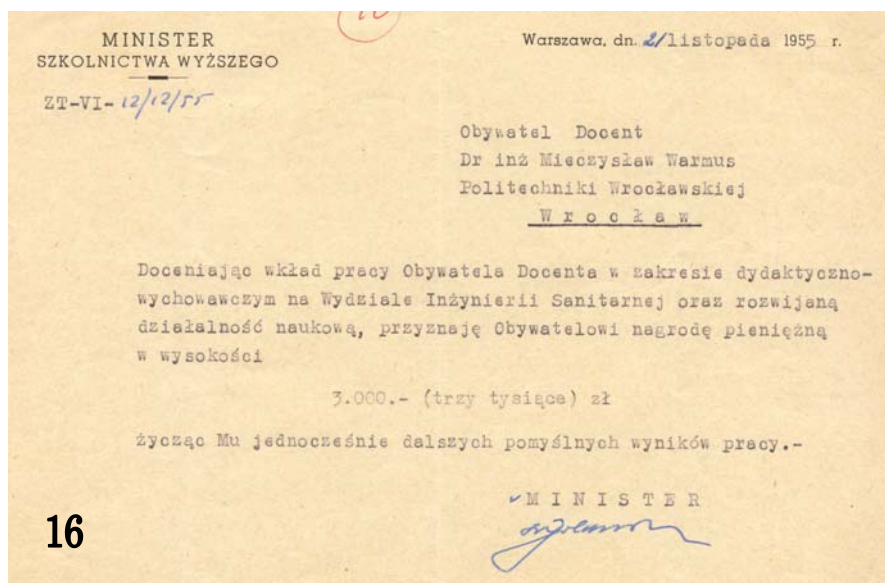 MINISTER
SZKOLNICTWA WYŻSZEGO
ZT-VI-12/12/55
Warszawa, dn. 21 listopada 1955 r.
Obywatel Docent
Dr inż Mieczysław Warmus
Politechniki Wrocławskiej
Wrocław
Doceniając wkład pracy Obywatela Docenta w zakresie dydaktyczno-
wychowawczym na Wydziale Inżynierii Sanitarnej oraz rozwijaną
działalność naukową, przyznaję Obywatelowi nagrodę pieniężną
w wysokości
3.000.- (trzy tysiące) zł
życząc Mu jednocześnie dalszych pomyślnych wyników pracy.-
MINISTER
16